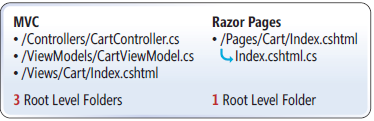 MVC
• /Controllers/CartController.cs
• /ViewModels/CartViewModel.cs
• /Views/Cart/Index.cshtml
3 Root Level Folders
Razor Pages
• /Pages/Cart/Index.cshtml
Index.cshtml.cs
1 Root Level Folder